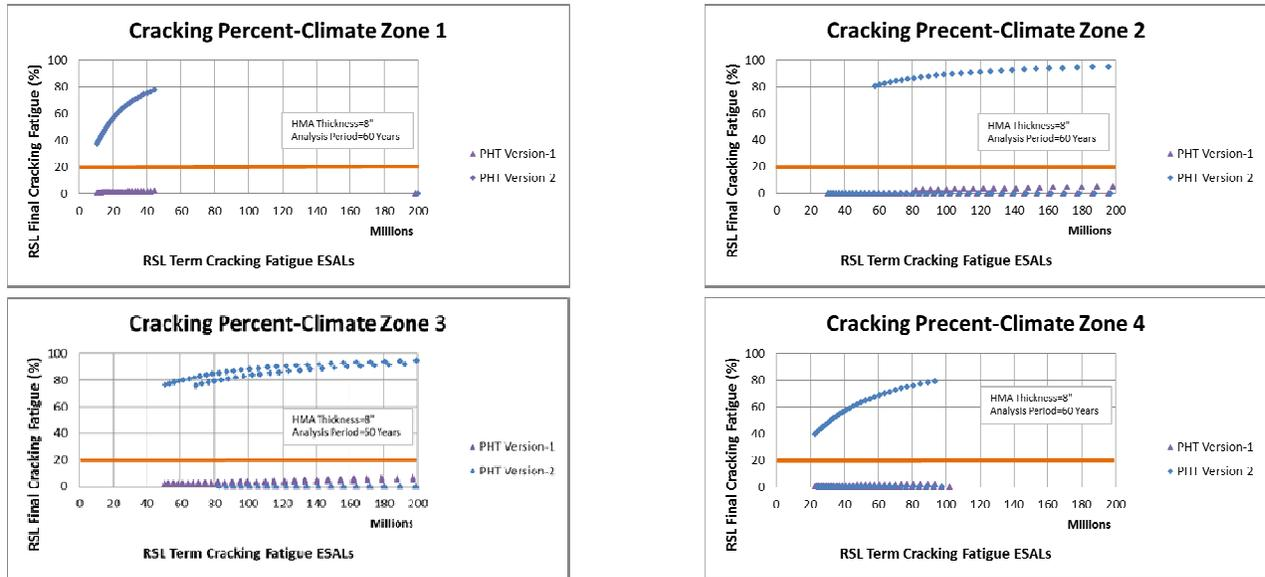 Cracking Percent-Climate Zone 1
RSL Final Cracking Fatigue (%)
100
80
60
40
20
0
HMA Thickness=8"
Analysis Period=60 Years
PHT Version-1
PHT Version 2
0 20 40 60 80 100 120 140 160 180 200
Millions
RSL Term Cracking Fatigue ESALs
Cracking Precent-Climate Zone 2
RSL Final Cracking Fatigue (%)
100
80
60
40
20
0
HMA Thickness=8"
Analysis Period=60 Years
PHT Version-1
PHT Version 2
0 20 40 60 80 100 120 140 160 180 200
Millions
RSL Term Cracking Fatigue ESALs
Cracking Percent-Climate Zone 3
RSL Final Cracking Fatigue (%)
100
80
60
40
20
0
HMA Thickness=8"
Analysis Period=60 Years
PHT Version-1
PHT Version-2
0 20 40 60 80 100 120 140 160 180 200
Millions
RSL Term Cracking Fatigue ESALs
Cracking Precent-Climate Zone 4
RSL Final Cracking Fatigue (%)
100
80
60
40
20
0
HMA Thickness=8"
Analysis Period=60 Years
PHT Version-1
PHT Version 2
0 20 40 60 80 100 120 140 160 180 200
Millions
RSL Term Cracking Fatigue ESALs